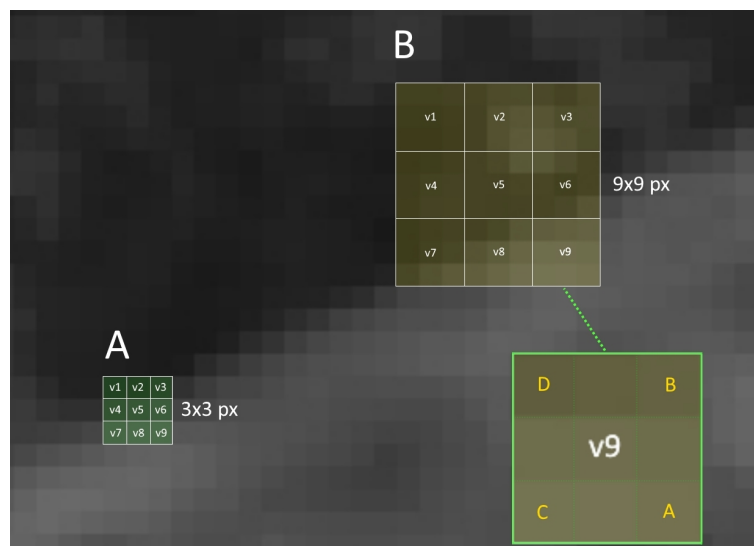 B
v1 v2 v3
v4 v5 v6
9x9 px
v7 v8 v9
A
v1 v2 v3
v4 v5 v6
3x3 px
v7 v8 v9
D B
v9
C A